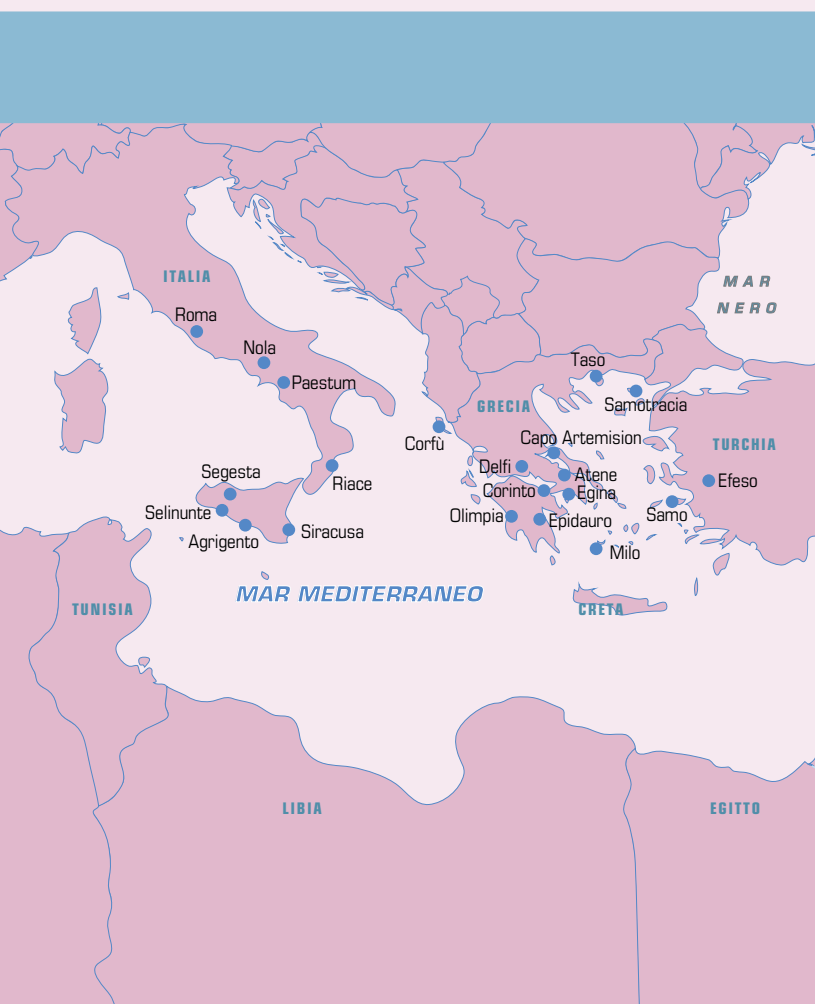 ITALIA
MAR
NERO
Roma
Nola
Taso
Paestum
Samotracia
GRECIA
Corfù
Capo Artemision
TURCHIA
Segesta
Riace
Delfi
Atene
Efeso
Corinto
Egina
Selinunte
Olimpia
Epidauro
Samo
Agrigento
Siracusa
Milo
MAR MEDITERRANEO
TUNISIA
CRETA
LIBIA
EGITTO